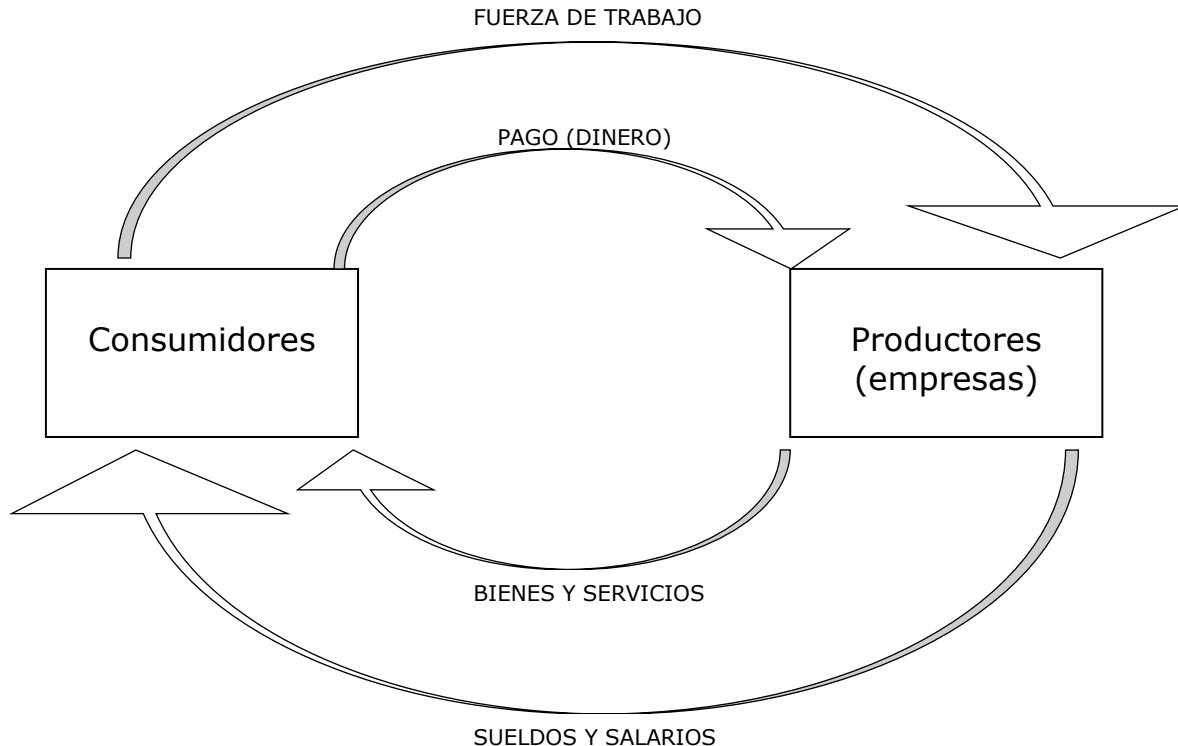 FUERZA DE TRABAJO
PAGO (DINERO)
Consumidores
Productores
(empresas)
BIENES Y SERVICIOS
SUELDOS Y SALARIOS